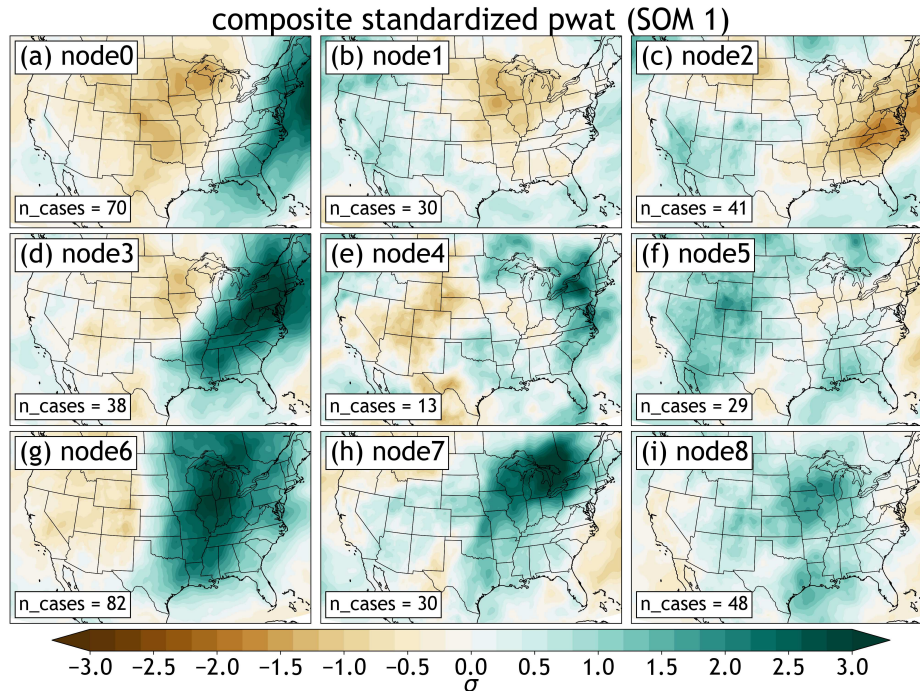 composite standardized pwat (SOM 1)
(a) node0
(b) node1
(c) node2
n_cases = 70
n_cases = 30
n_cases = 41
(d) node3
(e) node4
(f) node5
n_cases = 38
n_cases = 13
n_cases = 29
(g) node6
(h) node7
(i) node8
n_cases = 82
n_cases = 30
n_cases = 48
−3.0 −2.5 −2.0 −1.5 −1.0 −0.5 0.0 0.5 1.0 1.5 2.0 2.5 3.0
σ